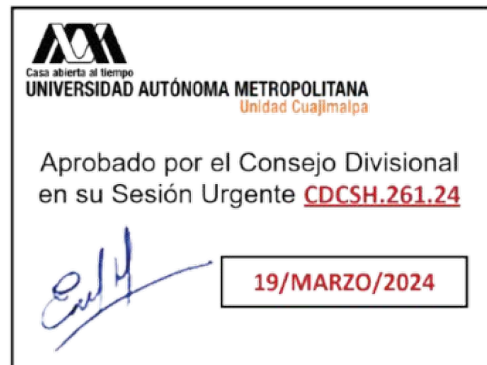 Casa abierta al tiempo
UNIVERSIDAD AUTÓNOMA METROPOLITANA
Unidad Cuajimalpa
Aprobado por el Consejo Divisional
en su Sesión Urgente CDCSH.261.24
19/MARZO/2024